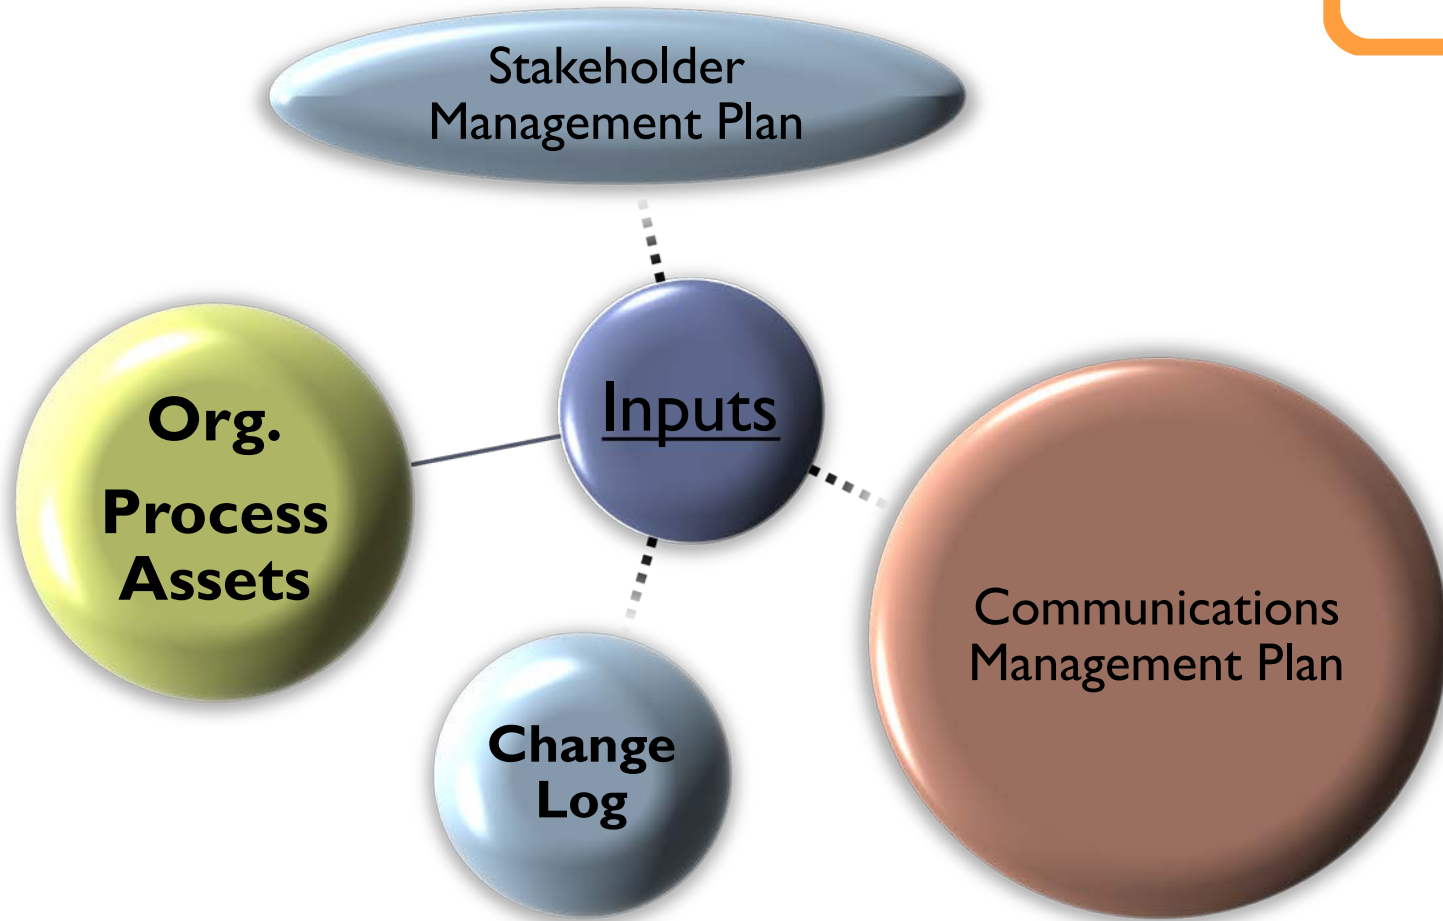 Stakeholder
Management Plan
Inputs
Org.
Process
Assets
Communications
Management Plan
Change
Log